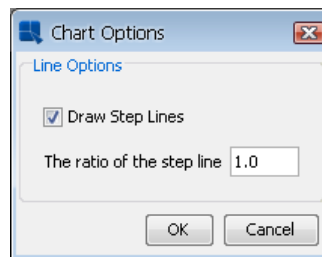 Chart Options
Line Options
Draw Step Lines
The ratio of the step line 1.0
OK Cancel